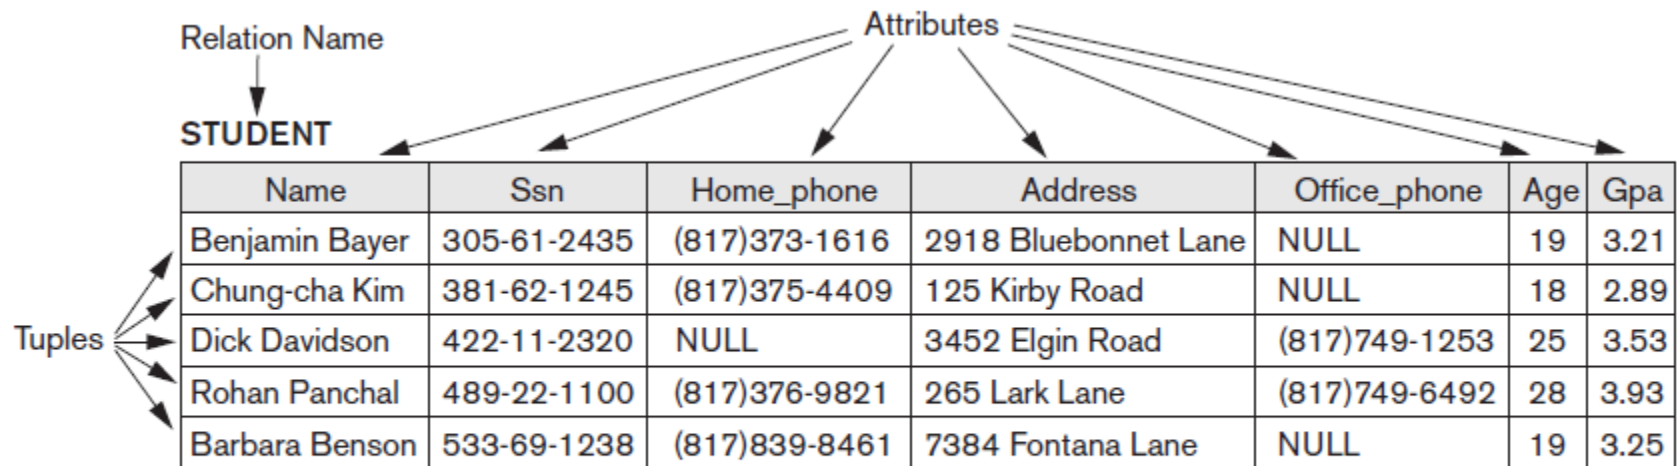 Attributes
Relation Name
STUDENT
Name Ssn Home_phone Address Office_phone Age Gpa
Benjamin Bayer 305-61-2435 (817)373-1616 2918 Bluebonnet Lane NULL 19 3.21
Chung-cha Kim 381-62-1245 (817)375-4409 125 Kirby Road NULL 18 2.89
Tuples Dick Davidson 422-11-2320 NULL 3452 Elgin Road (817)749-1253 25 3.53
Rohan Panchal 489-22-1100 (817)376-9821 265 Lark Lane (817)749-6492 28 3.93
Barbara Benson 533-69-1238 (817)839-8461 7384 Fontana Lane NULL 19 3.25